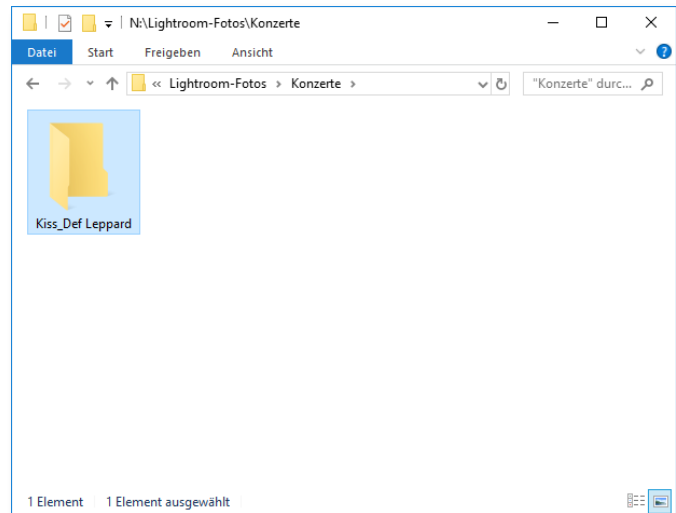 N:\Lightroom-Fotos\Konzerte
Datei Start Freigeben Ansicht
« Lightroom-Fotos > Konzerte > "Konzerte" durc...
Kiss_Def Leppard
1 Element 1 Element ausgewählt